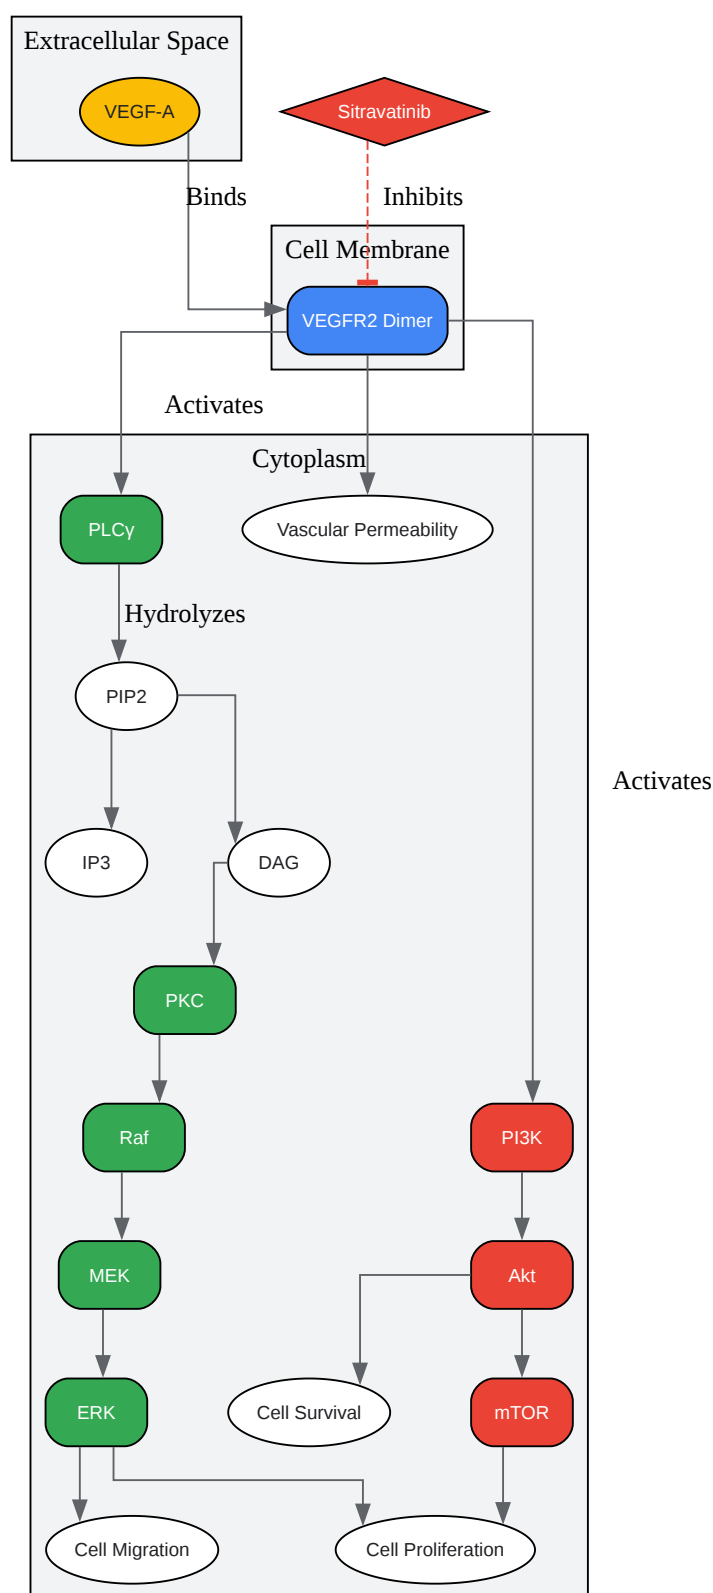 Extracellular Space
VEGF-A
Sitravatinib
Binds
Inhibits
Cell Membrane
VEGFR2 Dimer
Activates
Cytoplasm
PLCγ
Vascular Permeability
Hydrolyzes
PIP2
Activates
IP3
DAG
PKC
Raf
PI3K
MEK
Akt
ERK
Cell Survival
mTOR
Cell Migration
Cell Proliferation